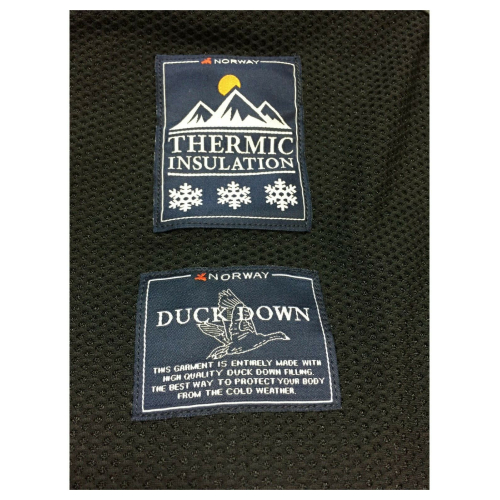 NORWAY
THERMIC
INSULATION
NORWAY
DUCK DOWN
THIS GARMENT IS ENTIRELY MADE WITH
HIGH QUALITY DUCK DOWN FILLING.
THE BEST WAY TO PROTECT YOUR BODY
FROM THE COLD WEATHER.